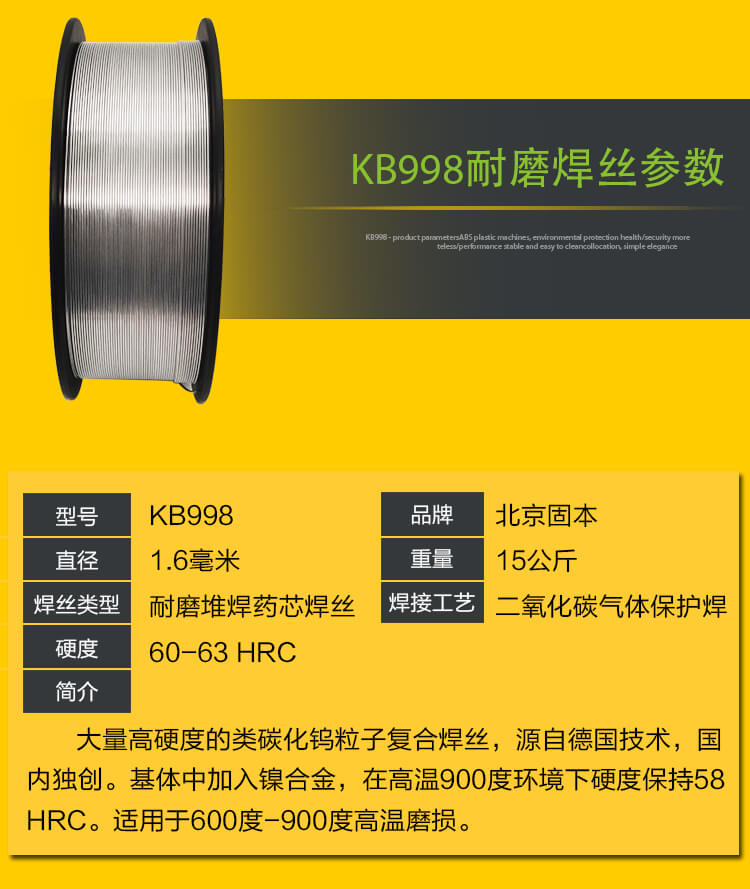 KB998耐磨焊丝参数
KB998 - product parametersABS plastic machines, environmental protection health/security more
teless/performance stable and easy to cleancollocation, simple elegance
型号 KB998 品牌 北京固本
直径 1.6毫米 重量 15公斤
焊丝类型 耐磨堆焊药芯焊丝 焊接工艺 二氧化碳气体保护焊
硬度 60-63 HRC
简介
大量高硬度的类碳化钨粒子复合焊丝，源自德国技术，国
内独创。基体中加入镍合金，在高温900度环境下硬度保持58
HRC。适用于600度-900度高温磨损。